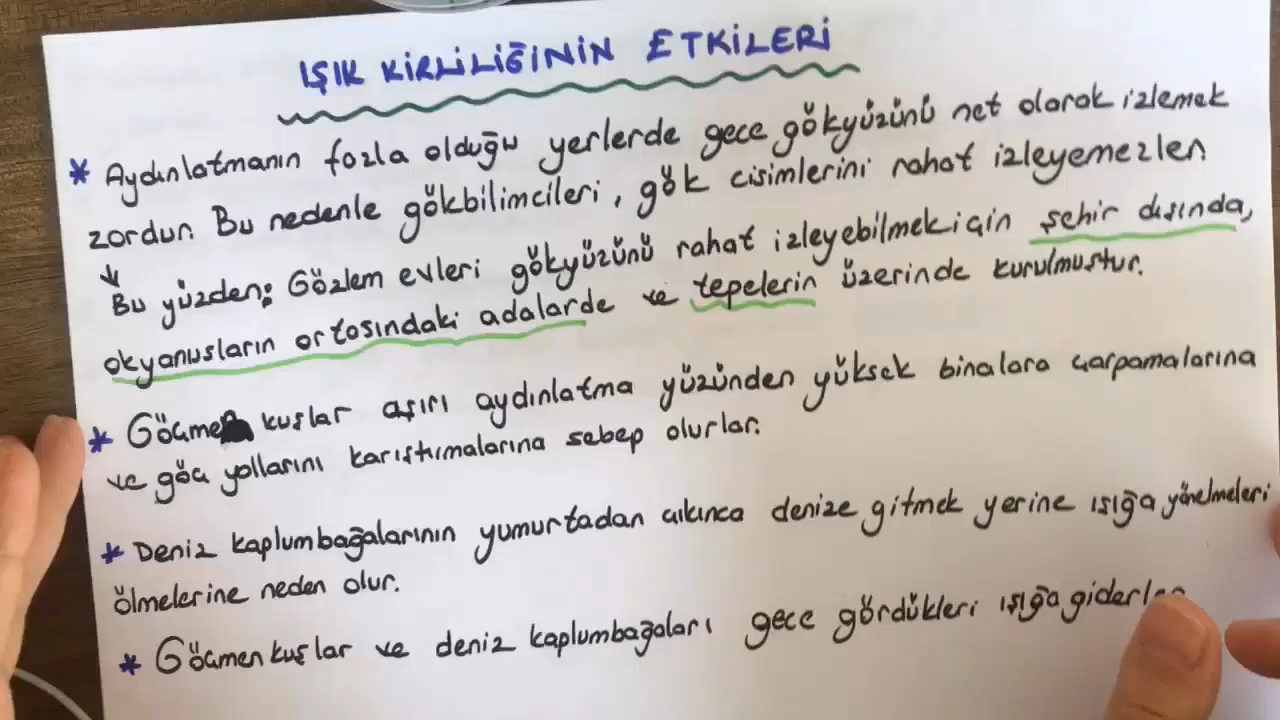 IŞIK KİRLİLİĞİNİN ETKİLERİ
* Aydınlatmanın fazla olduğu yerlerde gece gökyüzünü net olarak izlemek
zordur. Bu nedenle gökbilimcileri, gök cisimlerini rahat izleyemezler.
Bu yüzden; Gözlem evleri gökyüzünü rahat izleyebilmek için şehir dışında,
okyanusların ortasındaki adalarde ve tepelerin üzerinde kurulmuştur.
* Göçmen kuşlar aşırı aydınlatma yüzünden yüksek binalara çarpamalarına
ve göç yollarını karıştırmalarına sebep olurlar.
* Deniz kaplumbağalarının yumurtadan çıkınca denize gitmek yerine ışığa yönelmeleri
ölmelerine neden olur.
* Göçmen kuşlar ve deniz kaplumbağaları gece gördükleri ışığa giderler